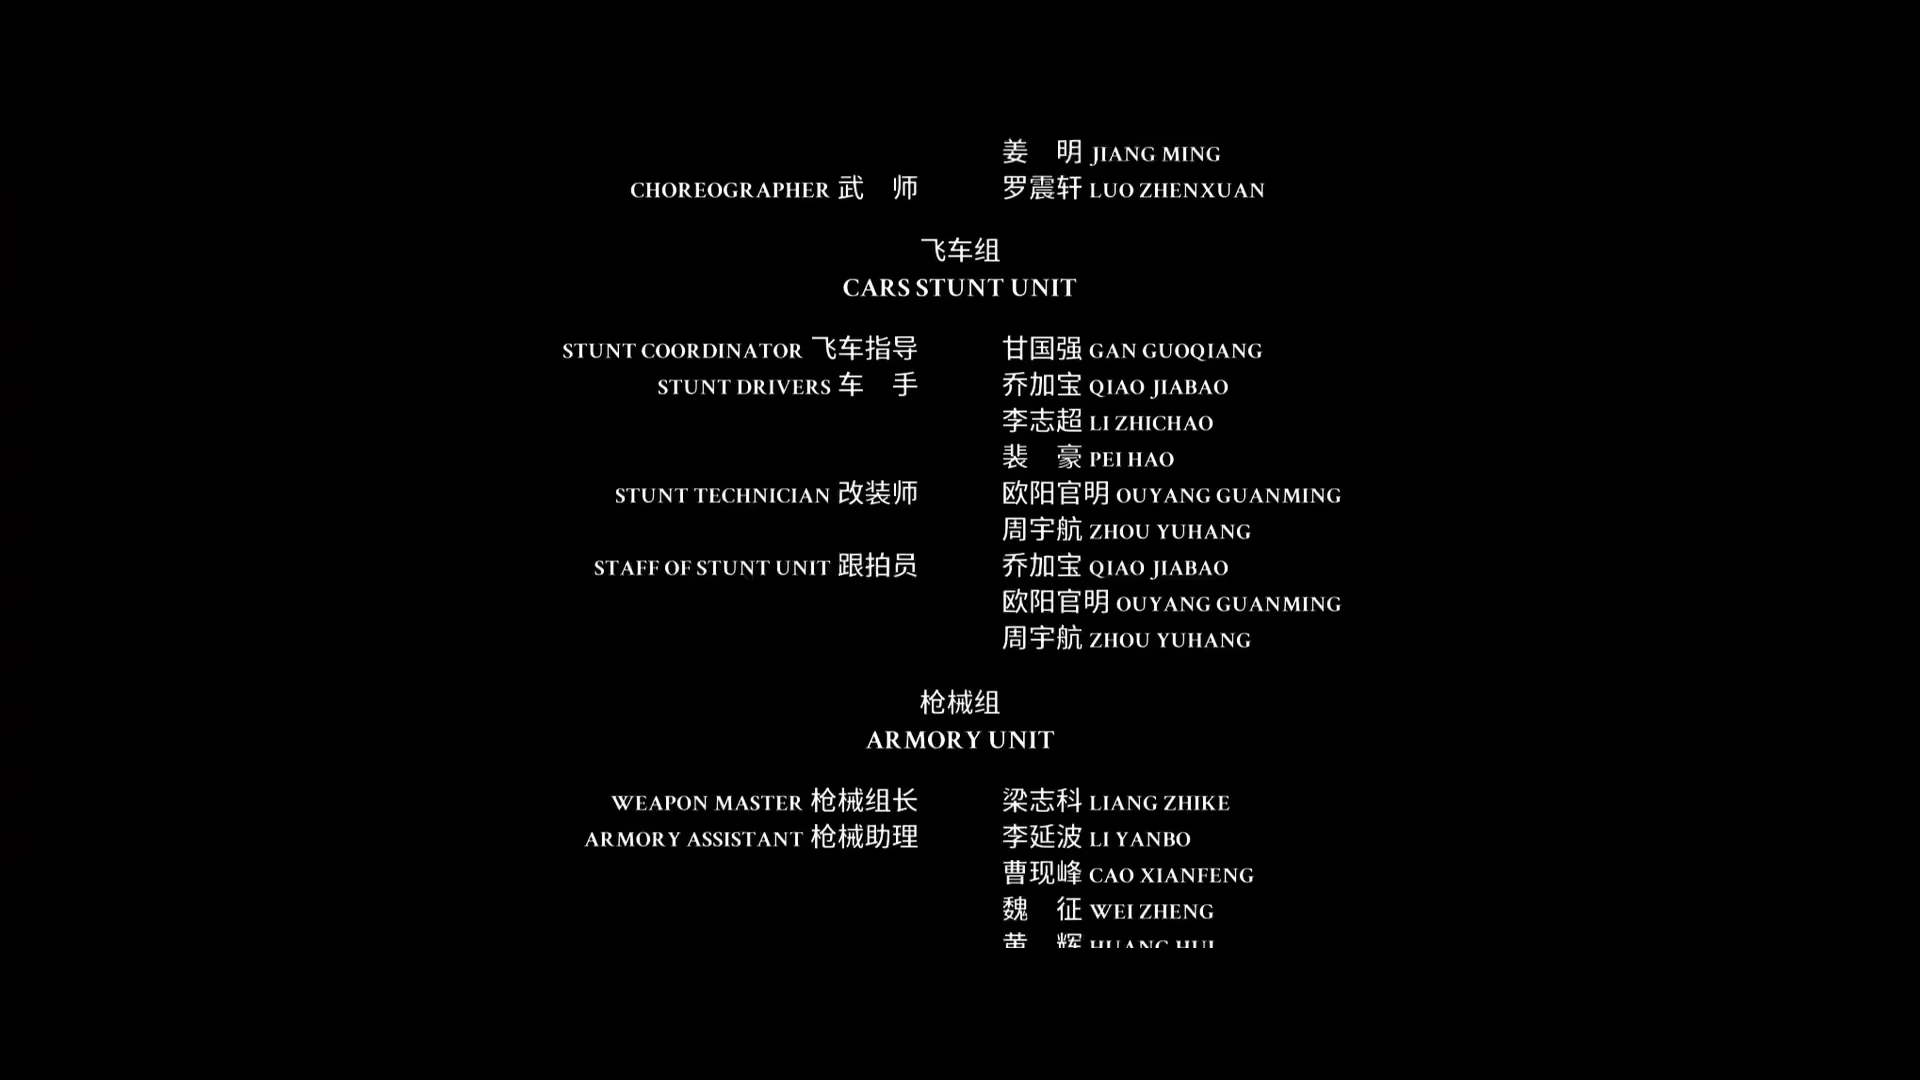 姜 明 JIANG MING
CHOREOGRAPHER 武 师 罗震轩 LUO ZHENXUAN
飞车组
CARS STUNT UNIT
STUNT COORDINATOR 飞车指导 甘国强 GAN GUOQIANG
STUNT DRIVERS 车 手 乔加宝 QIAO JIABAO
李志超 LI ZHICHAO
裴 豪 PEI HAO
STUNT TECHNICIAN 改装师 欧阳官明 OUYANG GUANMING
周宇航 ZHOU YUHANG
STAFF OF STUNT UNIT 跟拍员 乔加宝 QIAO JIABAO
欧阳官明 OUYANG GUANMING
周宇航 ZHOU YUHANG
枪械组
ARMORY UNIT
WEAPON MASTER 枪械组长 梁志科 LIANG ZHIKE
ARMORY ASSISTANT 枪械助理 李延波 LI YANBO
曹现峰 CAO XIANFENG
魏 征 WEI ZHENG
黄 辉 HUANG HUI